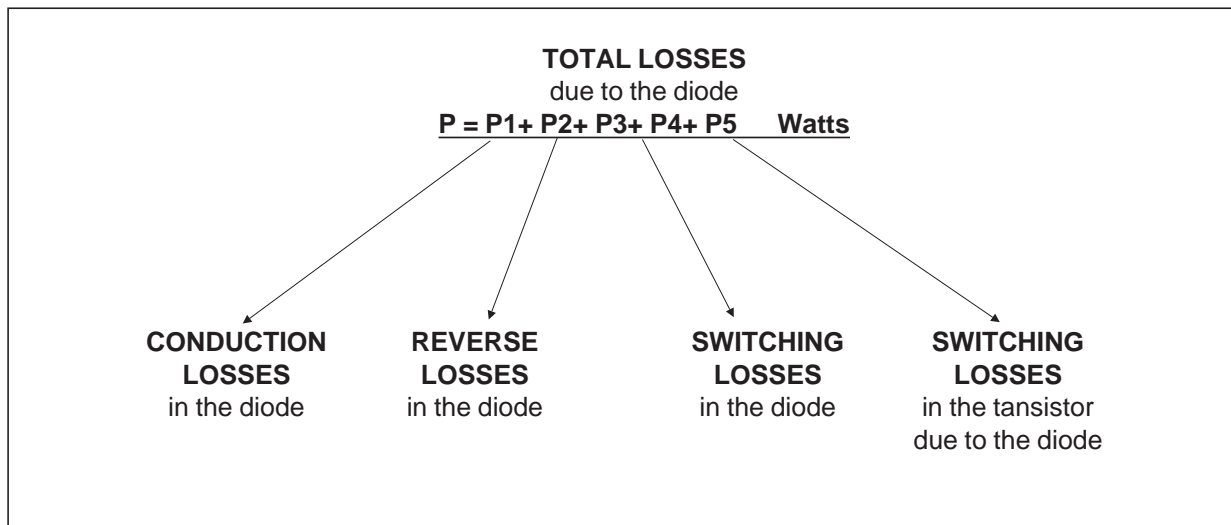 TOTAL LOSSES
due to the diode
P = P1+ P2+ P3+ P4+ P5 Watts
CONDUCTION
LOSSES
in the diode
REVERSE
LOSSES
in the diode
SWITCHING
LOSSES
in the diode
SWITCHING
LOSSES
in the tansistor
due to the diode